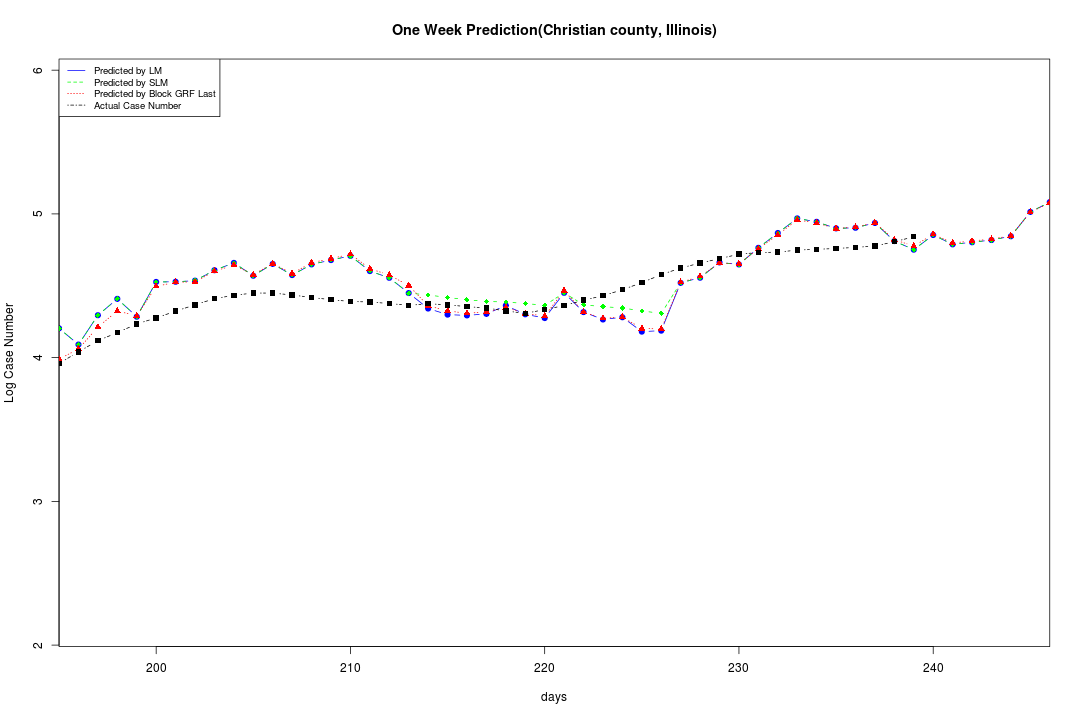 One Week Prediction(Christian county, Illinois)
Predicted by LM
Predicted by SLM
Predicted by Block GRF Last
Actual Case Number
Log Case Number
6
5
4
3
2
200 210 220 230 240
days